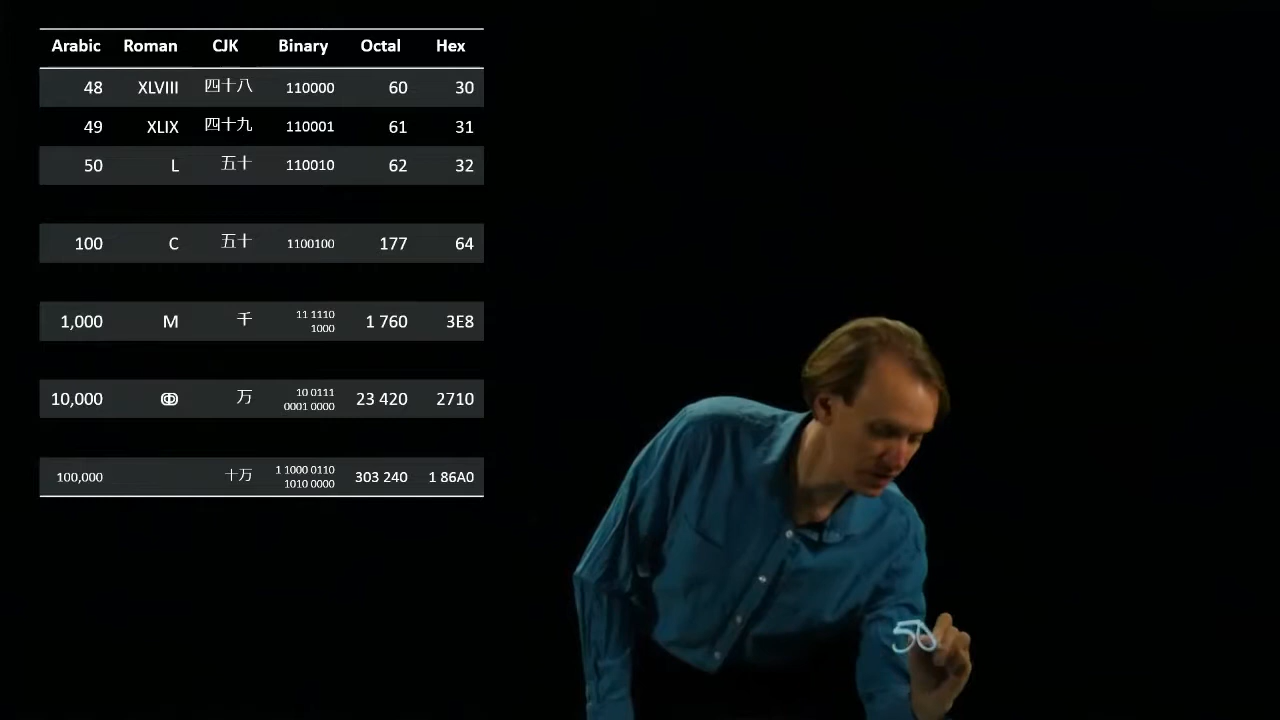 Arabic Roman CJK Binary Octal Hex
48 XLVIII 四十八 110000 60 30
49 XLIX 四十九 110001 61 31
50 L 五十 110010 62 32
100 C 五十 1100100 177 64
1,000 M 千 11 1110 1000 1 760 3E8
10,000 ↂ 万 10 0111 0001 0000 23 420 2710
100,000 十万 1 1000 0110 1010 0000 303 240 1 86A0
50